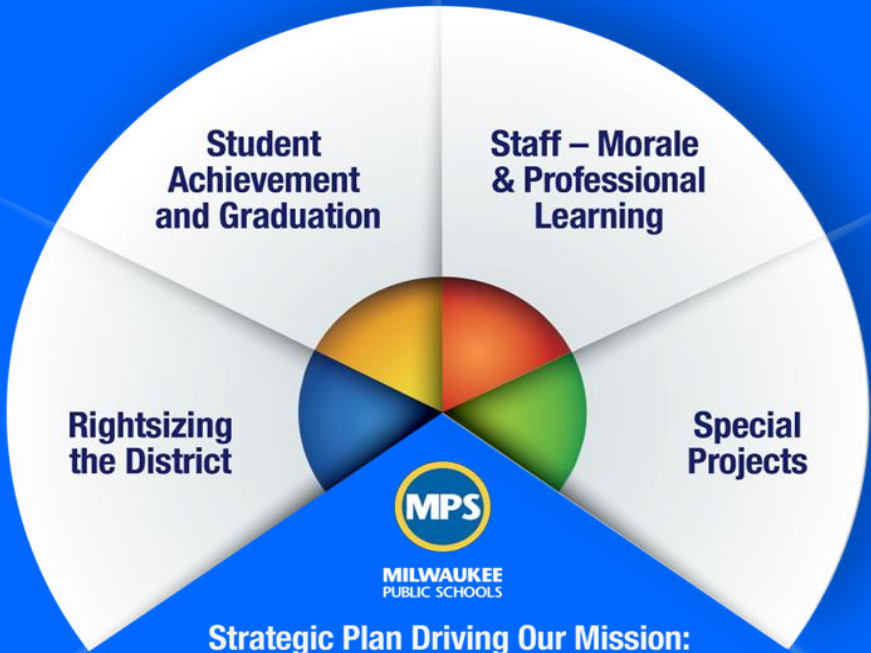 Student
Achievement
and Graduation
Staff – Morale
& Professional
Learning
Rightsizing
the District
Special
Projects
MPS
MILWAUKEE
PUBLIC SCHOOLS
Strategic Plan Driving Our Mission: